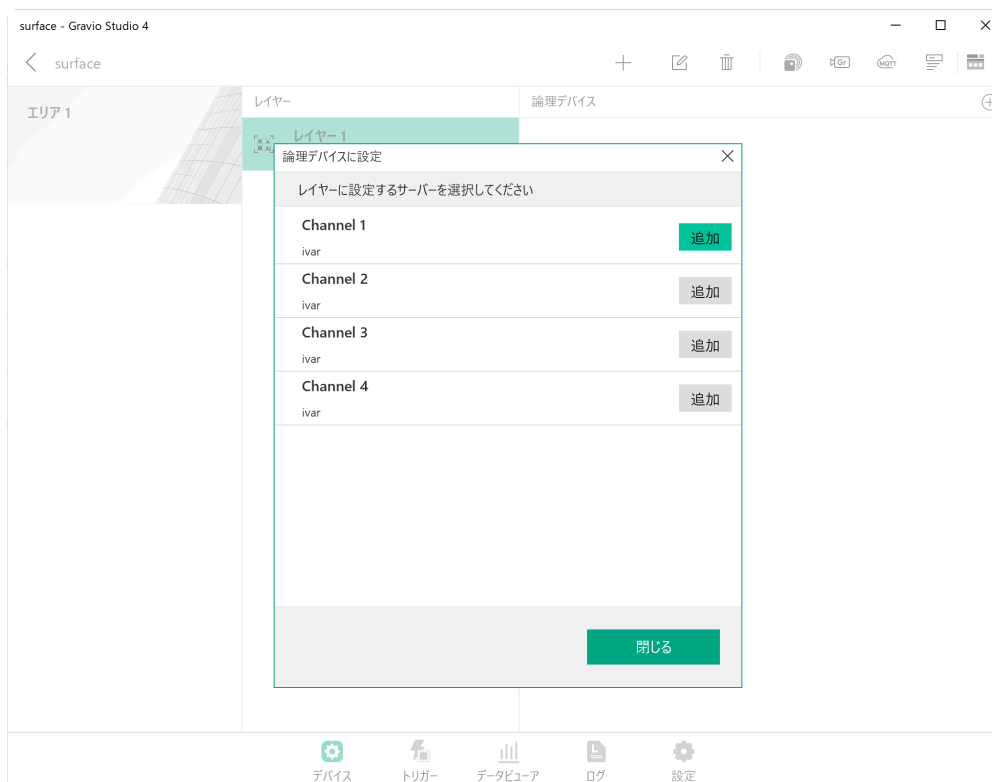 surface - Gravio Studio 4
surface
Gr
MQTT
エリア 1
レイヤー
論理デバイス
レイヤー 1
AI
論理デバイスに設定
レイヤーに設定するサーバーを選択してください
Channel 1
ivar
追加
Channel 2
ivar
追加
Channel 3
ivar
追加
Channel 4
ivar
追加
閉じる
デバイス
トリガー
データビューア
ログ
設定